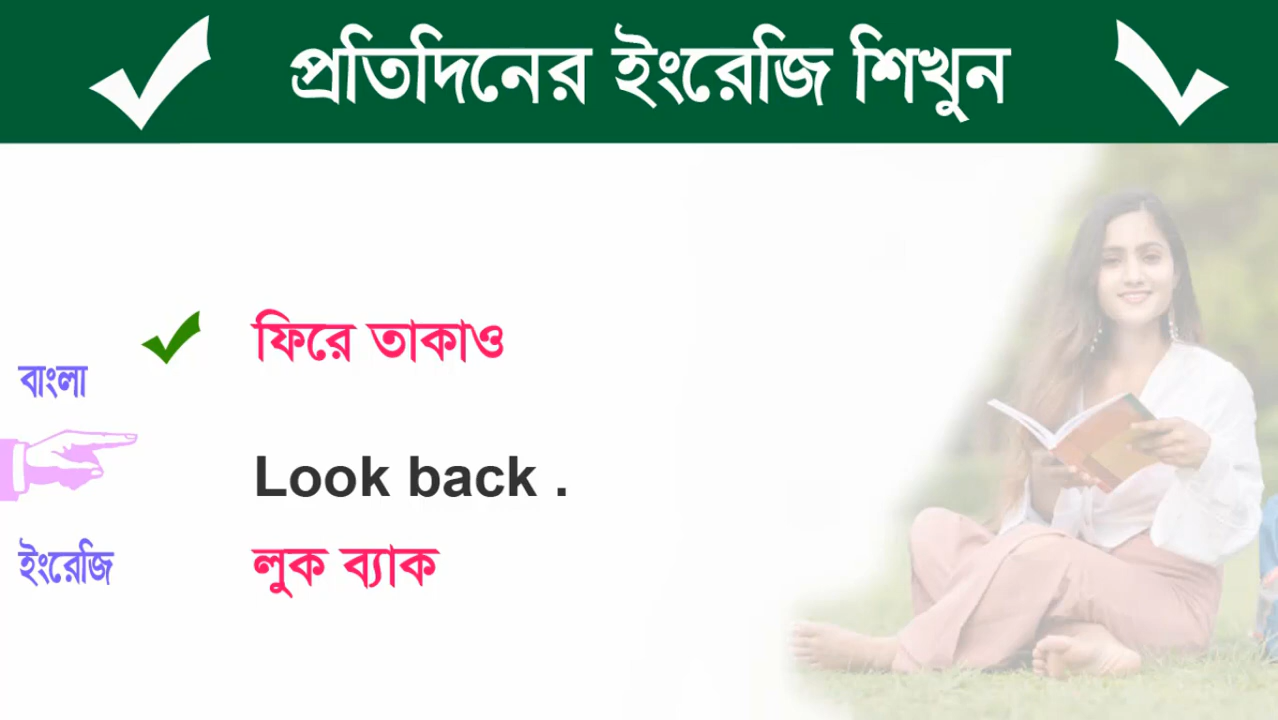 প্রতিদিনের ইংরেজি শিখুন
ফিরে তাকাও
বাংলা
Look back .
ইংরেজি
লুক ব্যাক